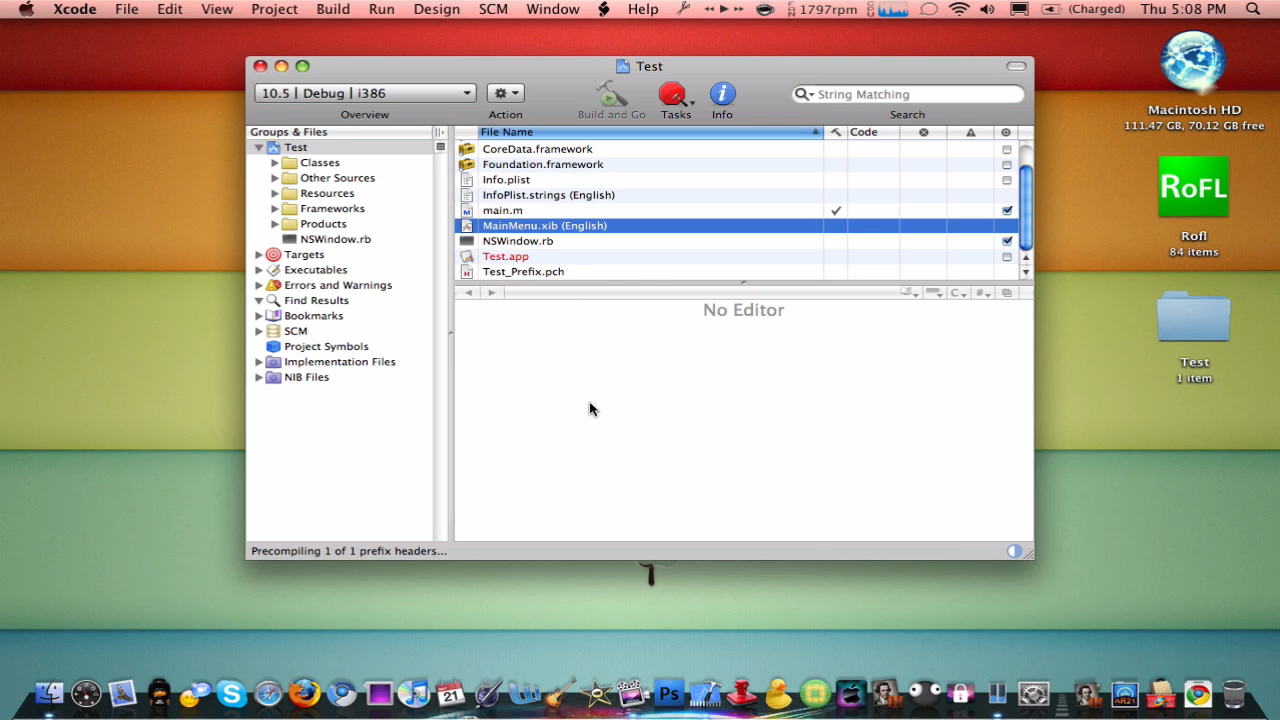 Xcode File Edit View Project Build Run Design SCM Window Help 1797rpm (Charged) Thu 5:08 PM
Test
10.5 | Debug | i386
String Matching
Overview Action Build and Go Tasks Info Search
Groups & Files File Name Code
Test
Classes
Other Sources
Resources
Frameworks
Products
NSWindow.rb
Targets
Executables
Errors and Warnings
Find Results
Bookmarks
SCM
Project Symbols
Implementation Files
NIB Files
CoreData.framework
Foundation.framework
Info.plist
InfoPlist.strings (English)
main.m
MainMenu.xib (English)
NSWindow.rb
Test.app
Test_Prefix.pch
C #
No Editor
Precompiling 1 of 1 prefix headers...
Macintosh HD
111.47 GB, 70.12 GB free
RoFL
Rofl
84 items
Test
1 item
21
Ps
AR21